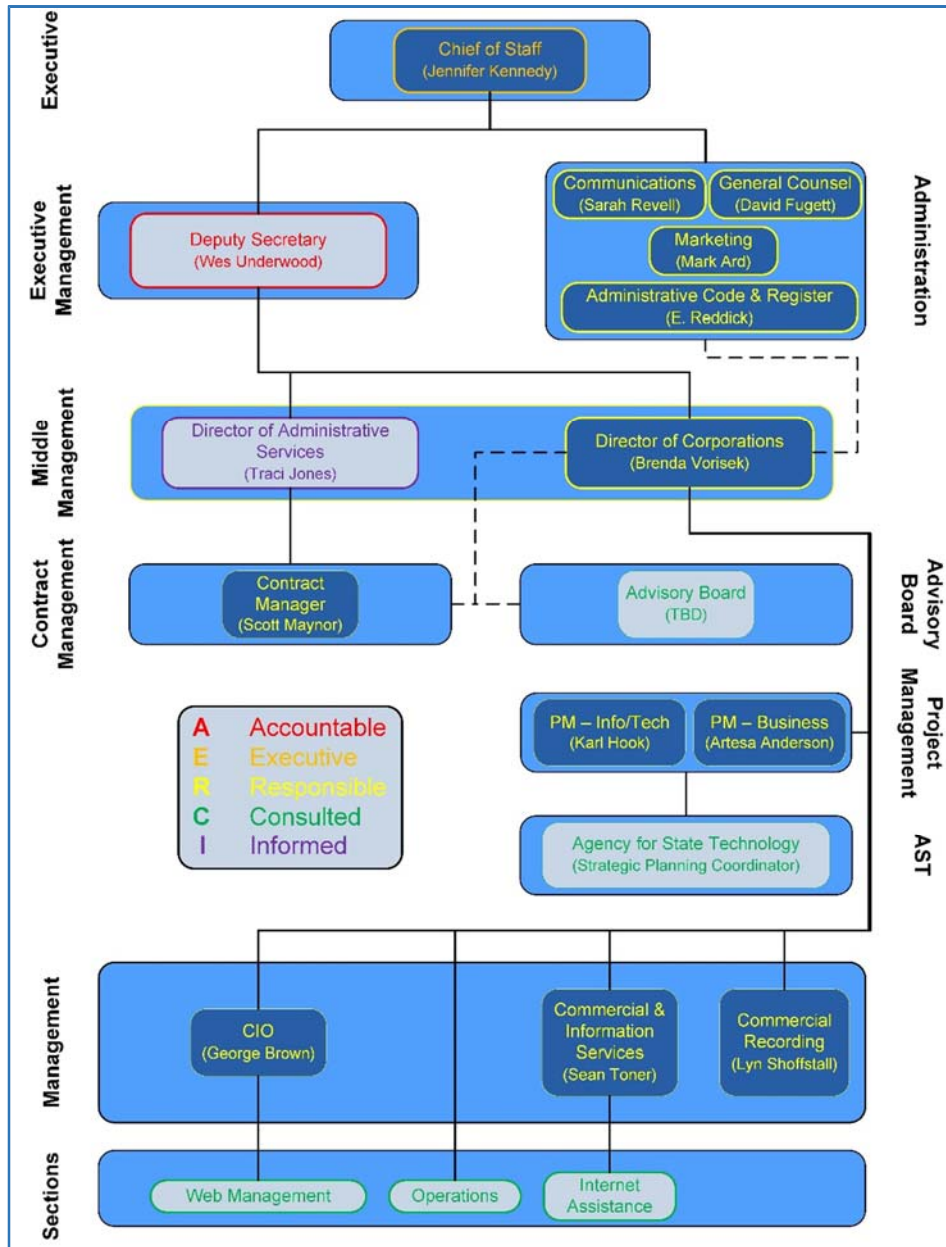 Executive
Chief of Staff
(Jennifer Kennedy)
Executive
Management
Deputy Secretary
(Wes Underwood)
Administration
Communications
(Sarah Revell)
General Counsel
(David Fugett)
Marketing
(Mark Ard)
Administrative Code & Register
(E. Reddick)
Middle
Management
Director of Administrative
Services
(Traci Jones)
Director of Corporations
(Brenda Vorisek)
Contract
Management
Contract
Manager
(Scott Maynor)
Advisory
Board
Advisory Board
(TBD)
A Accountable
E Executive
R Responsible
C Consulted
I Informed
Project
Management
PM – Info/Tech
(Karl Hook)
PM – Business
(Artesa Anderson)
AST
Agency for State Technology
(Strategic Planning Coordinator)
Management
CIO
(George Brown)
Commercial &
Information
Services
(Sean Toner)
Commercial
Recording
(Lyn Shoffstall)
Sections
Web Management
Operations
Internet
Assistance